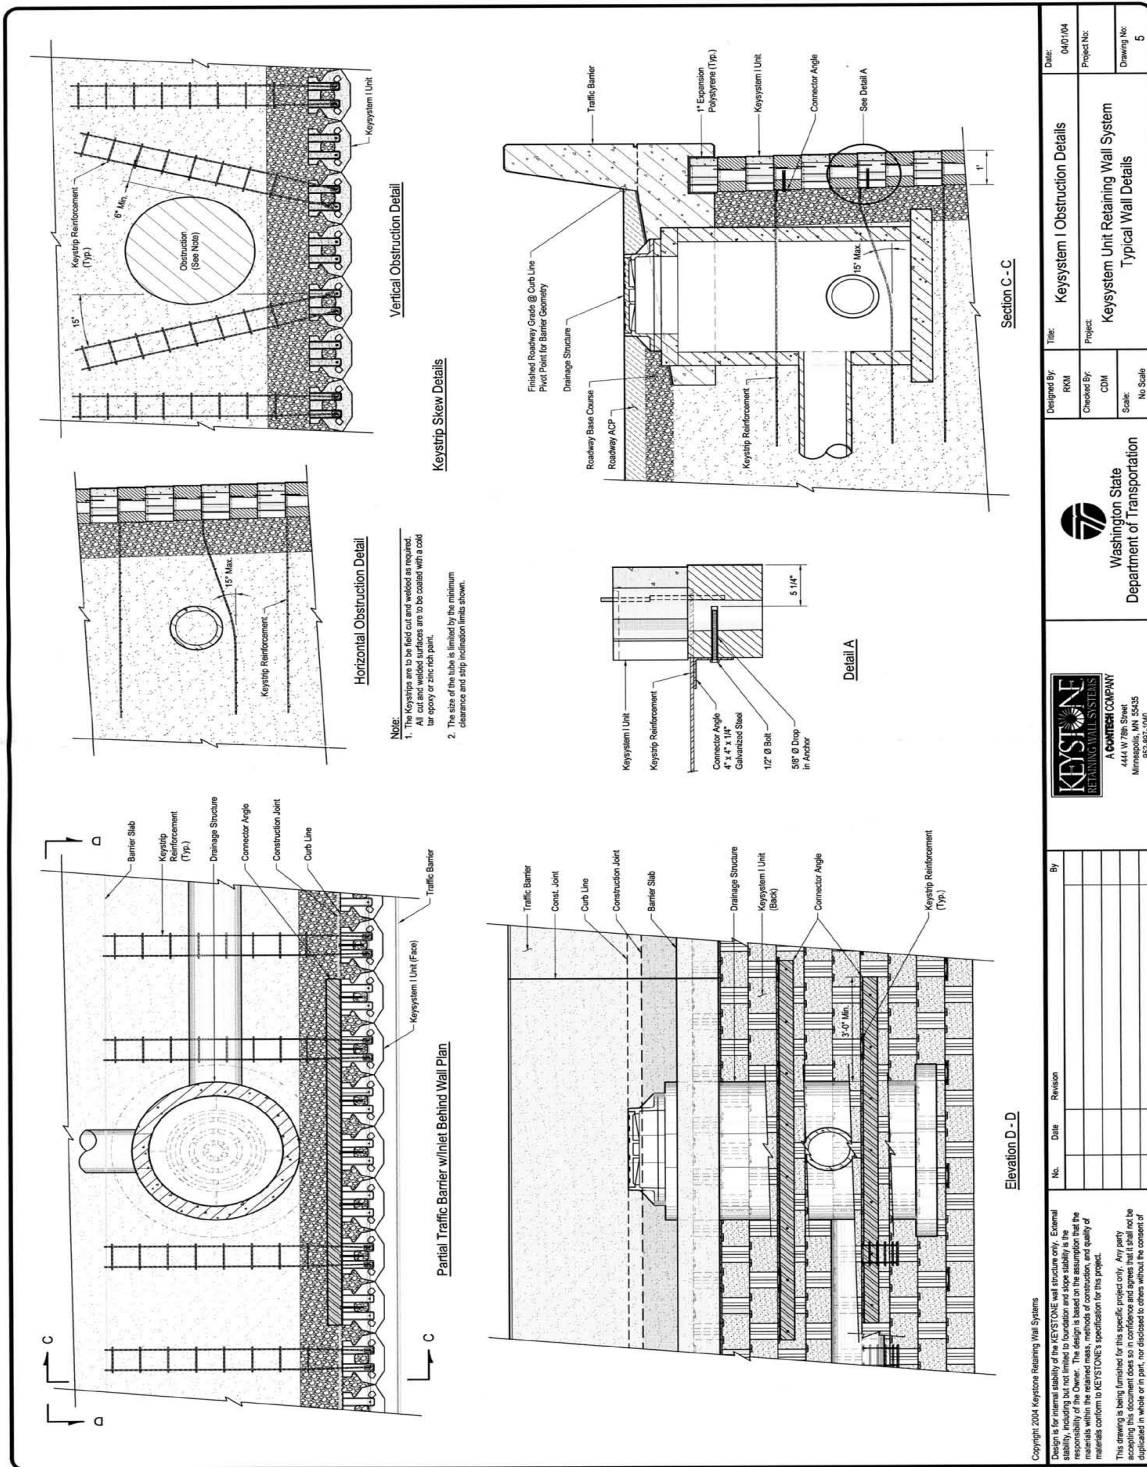 C
C
D
D
Barrier Slab
Keystrip
Reinforcement
(Typ.)
Drainage Structure
Connector Angle
Construction Joint
Curb Line
Keysystem I Unit (Face)
Traffic Barrier
Partial Traffic Barrier w/Inlet Behind Wall Plan
Keystrip Reinforcement
15° Max.
Horizontal Obstruction Detail
Keystrip Reinforcement
(Typ.)
15°
6" Min.
Obstruction
(See Note)
Keysystem I Unit
Vertical Obstruction Detail
Keystrip Skew Details
Note:
1. The Keystrips are to be field cut and welded as required.
All cut and welded surfaces are to be coated with a cold
tar epoxy or zinc rich paint.
2. The size of the tube is limited by the minimum
clearance and strip inclination limits shown.
Traffic Barrier
Const. Joint
Curb Line
Construction Joint
Barrier Slab
Drainage Structure
Keysystem I Unit
(Back)
Connector Angle
3'-0" Min.
Keystrip Reinforcement
(Typ.)
Elevation D - D
Keysystem I Unit
Keystrip Reinforcement
Connector Angle
4" x 4" x 1/4"
Galvanized Steel
1/2" Ø Bolt
5/8" Ø Drop
in Anchor
5 1/4"
Detail A
Finished Roadway Grade @ Curb Line
Pivot Point for Barrier Geometry
Drainage Structure
Roadway Base Course
Roadway ACP
Keystrip Reinforcement
Traffic Barrier
1" Expansion
Polystyrene (Typ.)
Keysystem I Unit
Connector Angle
See Detail A
15° Max.
1"
Section C - C
Copyright 2004 Keystone Retaining Wall Systems
Design is for internal stability of the KEYSTONE wall structure only. External
stability, including but not limited to foundation and slope stability is the
responsibility of the Owner. The design is based on the assumption that the
materials within the retained mass, methods of construction, and quality of
materials conform to KEYSTONE's specification for this project.
This drawing is being furnished for this specific project only. Any party
accepting this document does so in confidence and agrees that it shall not be
duplicated in whole or in part, nor disclosed to others without the consent of
No.
Date
Revision
By
KEYSTONE
RETAINING WALL SYSTEMS
A CONTECH COMPANY
4444 W 78th Street
Minneapolis, MN 55435
Washington State
Department of Transportation
Designed By:
RKM
Checked By:
CDM
Scale:
No Scale
Title:
Keysystem I Obstruction Details
Project:
Keysystem Unit Retaining Wall System
Typical Wall Details
Date:
04/01/04
Project No:
Drawing No:
5